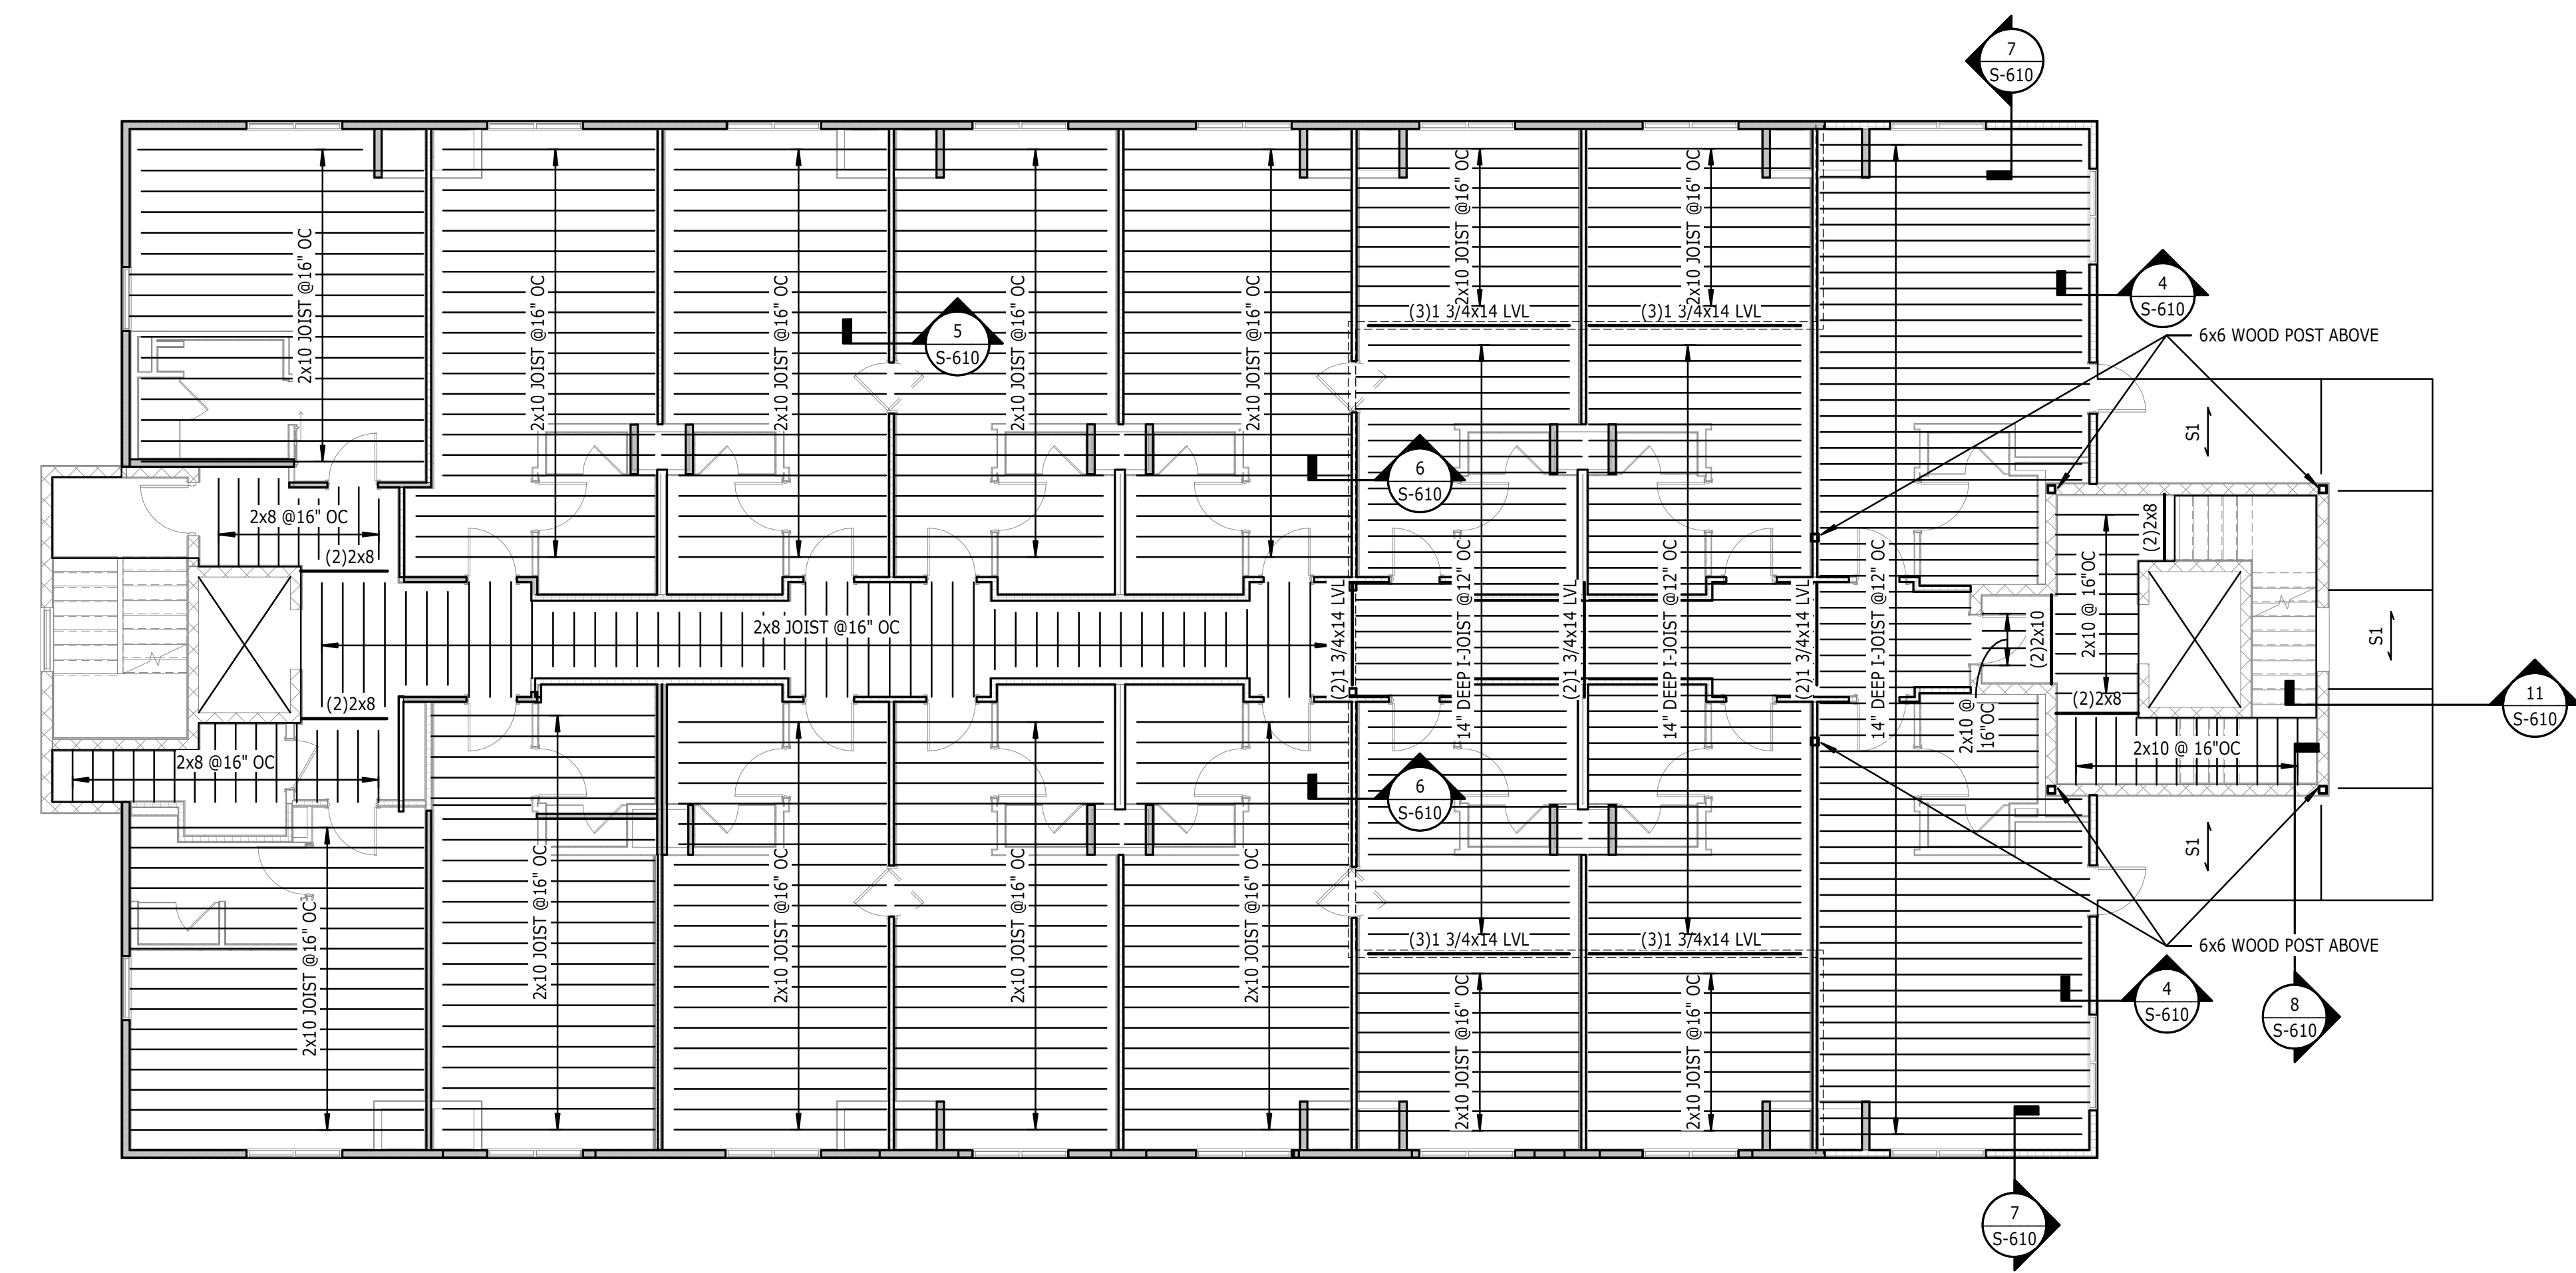 7
S-610
2x10 JOIST @16" OC
2x10 JOIST @16" OC
2x10 JOIST @16" OC
2x10 JOIST @16" OC
2x10 JOIST @16" OC
2x10 JOIST @16" OC
2x10 JOIST @16" OC
4
S-610
(3)1 3/4x14 LVL
(3)1 3/4x14 LVL
5
S-610
6x6 WOOD POST ABOVE
S1
6
S-610
2x8 @16" OC
(2)2x8
(2)2x8
2x8 JOIST @16" OC
(2)1 3/4x14 LVL
14" DEEP I-JOIST @12" OC
(2)1 3/4x14 LVL
14" DEEP I-JOIST @12" OC
(2)1 3/4x14 LVL
14" DEEP I-JOIST @12" OC
(2)2x10
2x10 @ 16"OC
(2)2x8
S1
(2)2x8
2x10 @
16"OC
11
S-610
2x8 @16" OC
2x10 @ 16"OC
6
S-610
S1
2x10 JOIST @16" OC
2x10 JOIST @16" OC
2x10 JOIST @16" OC
2x10 JOIST @16" OC
2x10 JOIST @16" OC
(3)1 3/4x14 LVL
(3)1 3/4x14 LVL
6x6 WOOD POST ABOVE
2x10 JOIST @16" OC
2x10 JOIST @16" OC
4
S-610
8
S-610
7
S-610